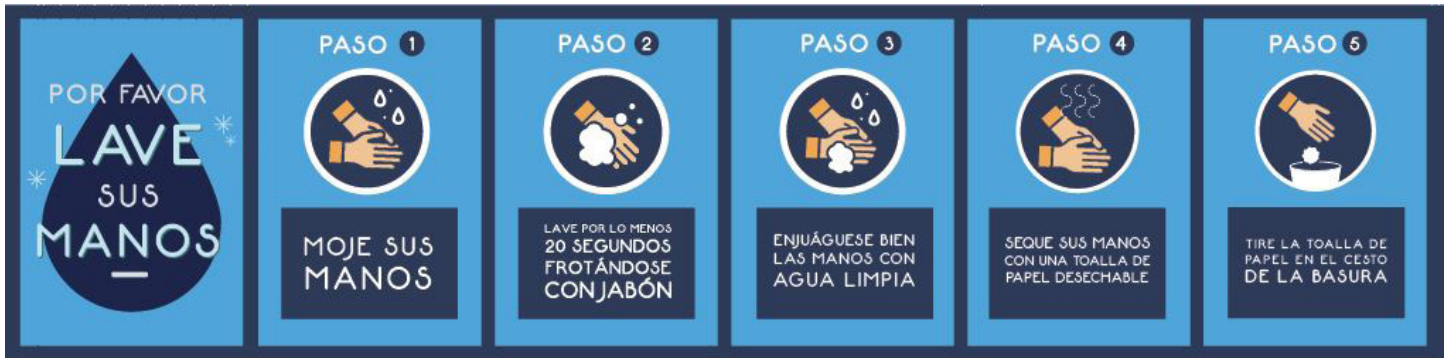 POR FAVOR
LAVE
SUS
MANOS
PASO 1
MOJE SUS
MANOS
PASO 2
LAVE POR LO MENOS
20 SEGUNDOS
FROTÁNDOSE
CON JABÓN
PASO 3
ENJUÁGUESE BIEN
LAS MANOS CON
AGUA LIMPIA
PASO 4
SEQUE SUS MANOS
CON UNA TOALLA DE
PAPEL DESECHABLE
PASO 5
TIRE LA TOALLA DE
PAPEL EN EL CESTO
DE LA BASURA